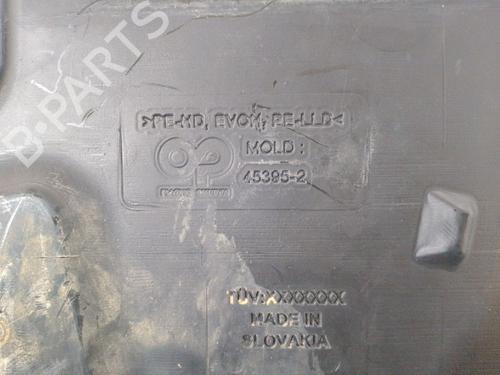 B-PARTS
>PE-HD, EVOH, PE-LLD<
MOLD:
45395-2
TÜV:XXXXXXX
MADE IN
SLOVAKIA